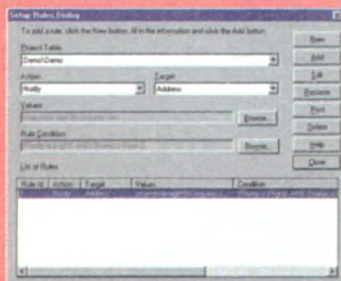 Setup Rules Dialog
To add a rule, click the New button, fill in the information and click the Add button.
New
Project Table:
Add
Demo\Demo
Edit
Action:
Target:
Replace
Notify
Address
Print
Values:
Browse...
Delete
Rule Condition:
Help
Browse...
Close
List of Rules
Rule Id
Action
Target
Values
Condition
Notify
Address